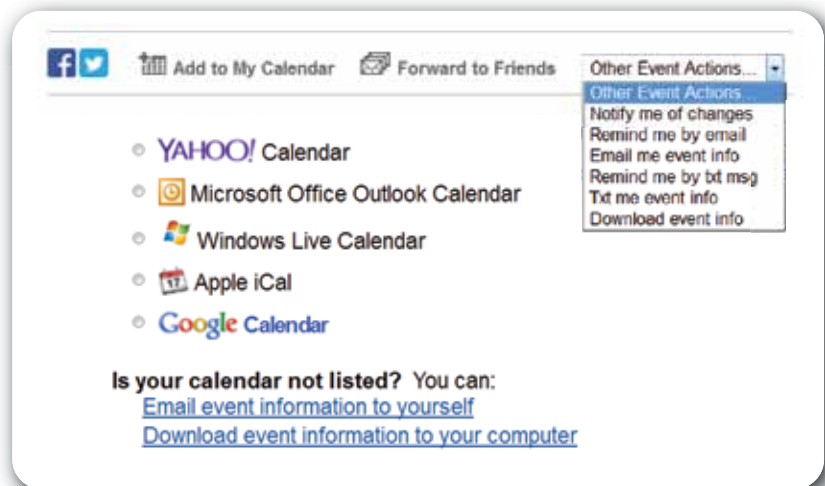 Add to My Calendar Forward to Friends Other Event Actions...
Other Event Actions...
Notify me of changes
Remind me by email
Email me event info
Remind me by txt msg
Txt me event info
Download event info
YAHOO! Calendar
Microsoft Office Outlook Calendar
Windows Live Calendar
17 Apple iCal
Google Calendar
Is your calendar not listed? You can:
Email event information to yourself
Download event information to your computer